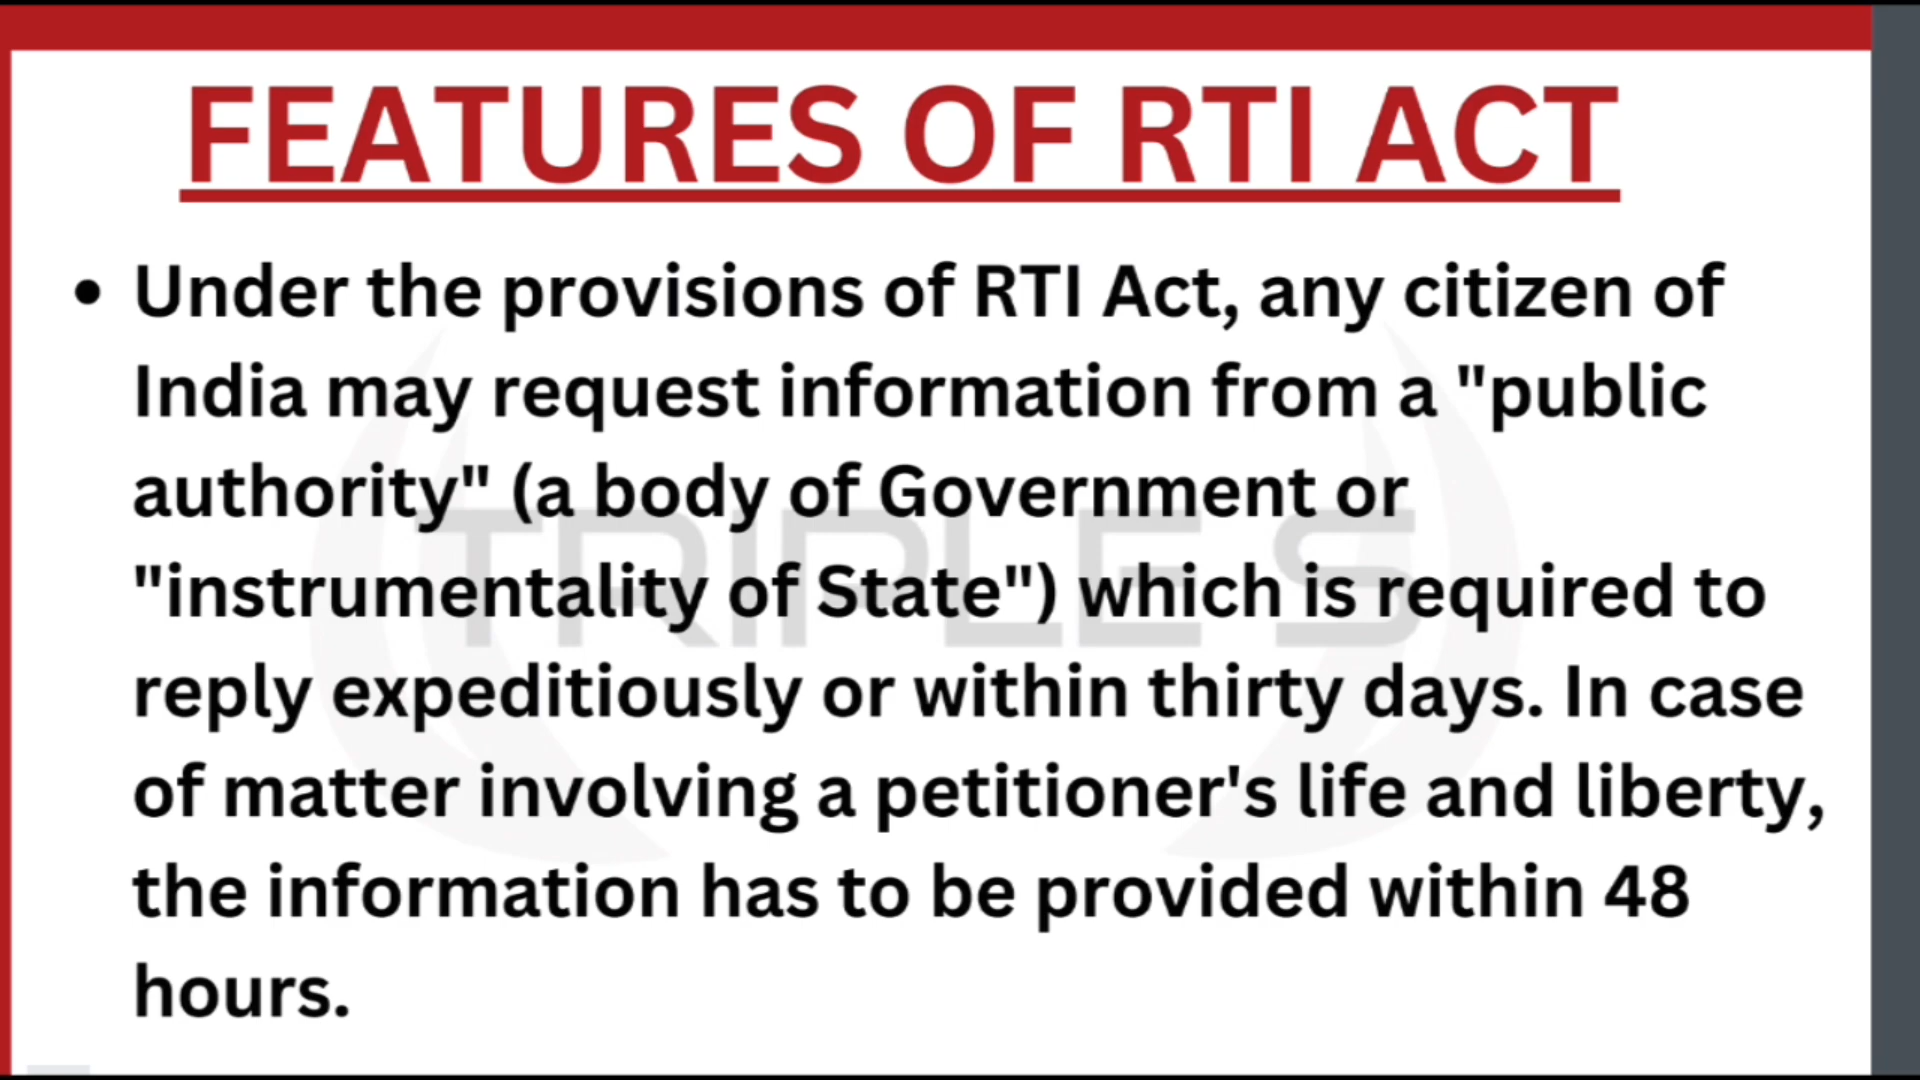 FEATURES OF RTI ACT
• Under the provisions of RTI Act, any citizen of
India may request information from a "public
authority" (a body of Government or
"instrumentality of State") which is required to
reply expeditiously or within thirty days. In case
of matter involving a petitioner's life and liberty,
the information has to be provided within 48
hours.
TRIPLE S